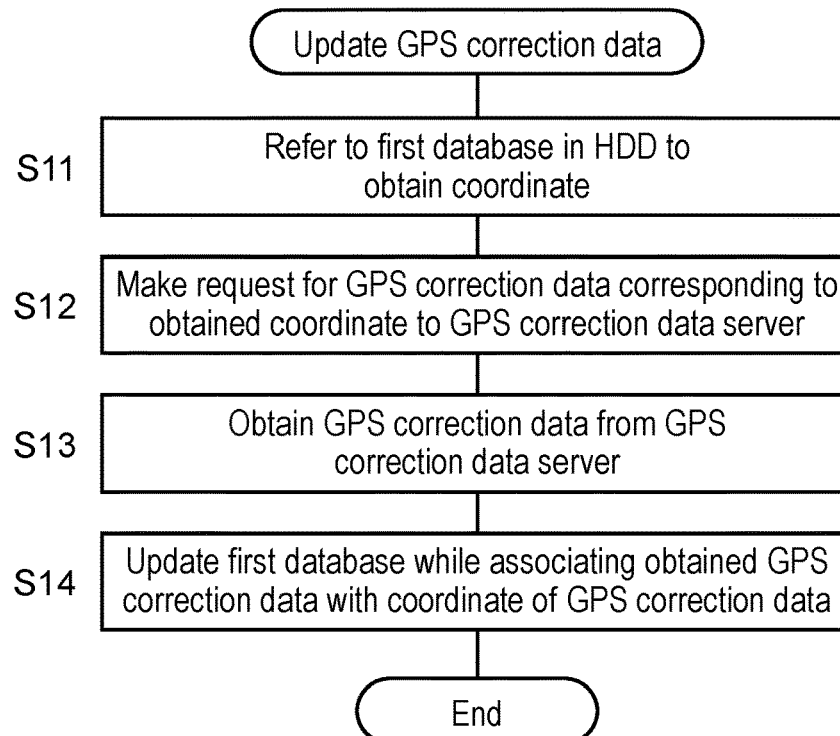 Update GPS correction data
S11
Refer to first database in HDD to
obtain coordinate
S12
Make request for GPS correction data corresponding to
obtained coordinate to GPS correction data server
S13
Obtain GPS correction data from GPS
correction data server
S14
Update first database while associating obtained GPS
correction data with coordinate of GPS correction data
End